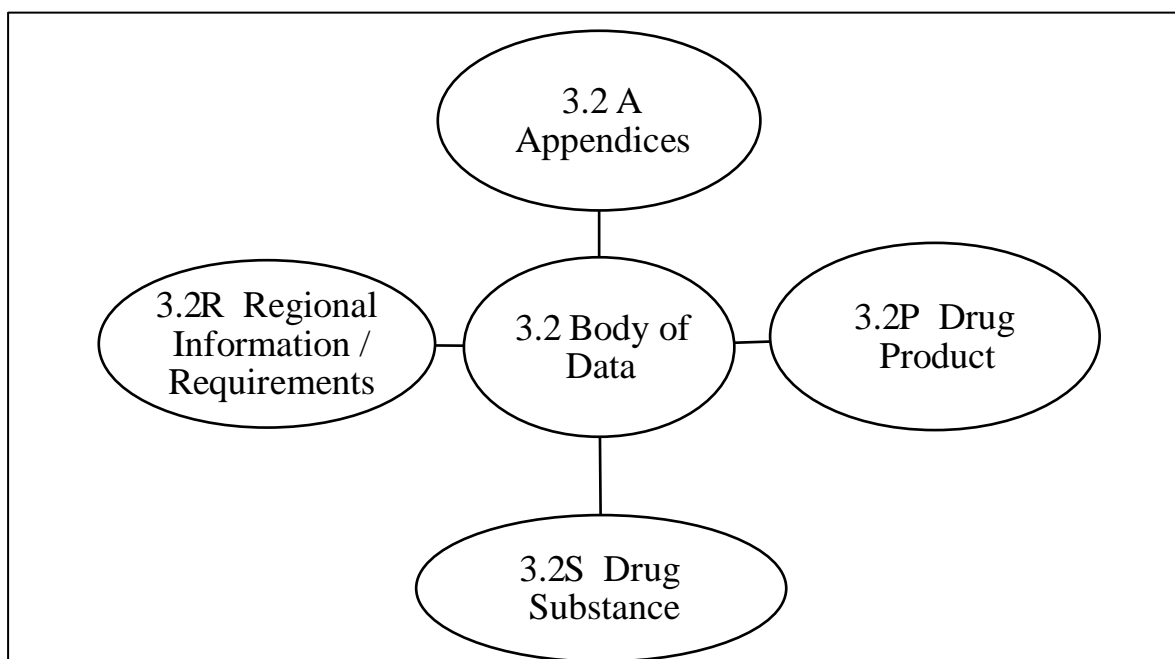 3.2 A
Appendices
3.2R  Regional
Information /
Requirements
3.2 Body of
Data
3.2P  Drug
Product
3.2S  Drug
Substance